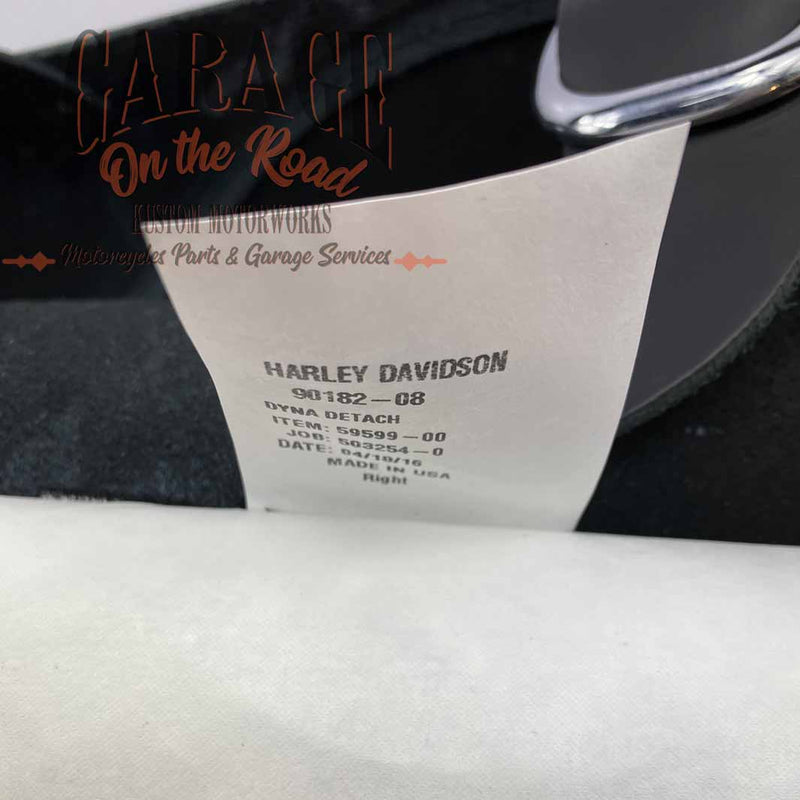 GARAGE
On the Road
KUSTOM MOTORWORKS
Motorcycles Parts & Garage Services
HARLEY DAVIDSON
90182-08
DYNA DETACH
ITEM: 59599-00
JOB: 503254-0
DATE: 04/19/16
MADE IN USA
Right